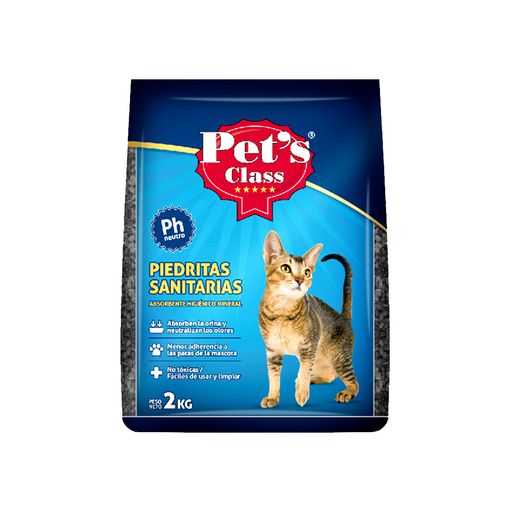 Pet's®
Class
Ph
neutro
PIEDRITAS
SANITARIAS
ABSORBENTE HIGIÉNICO MINERAL
Absorben la orina y
neutralizan los olores
Menor adherencia a
las patas de la mascota
No tóxicas /
Fáciles de usar y limpiar
PESO
NETO 2 KG